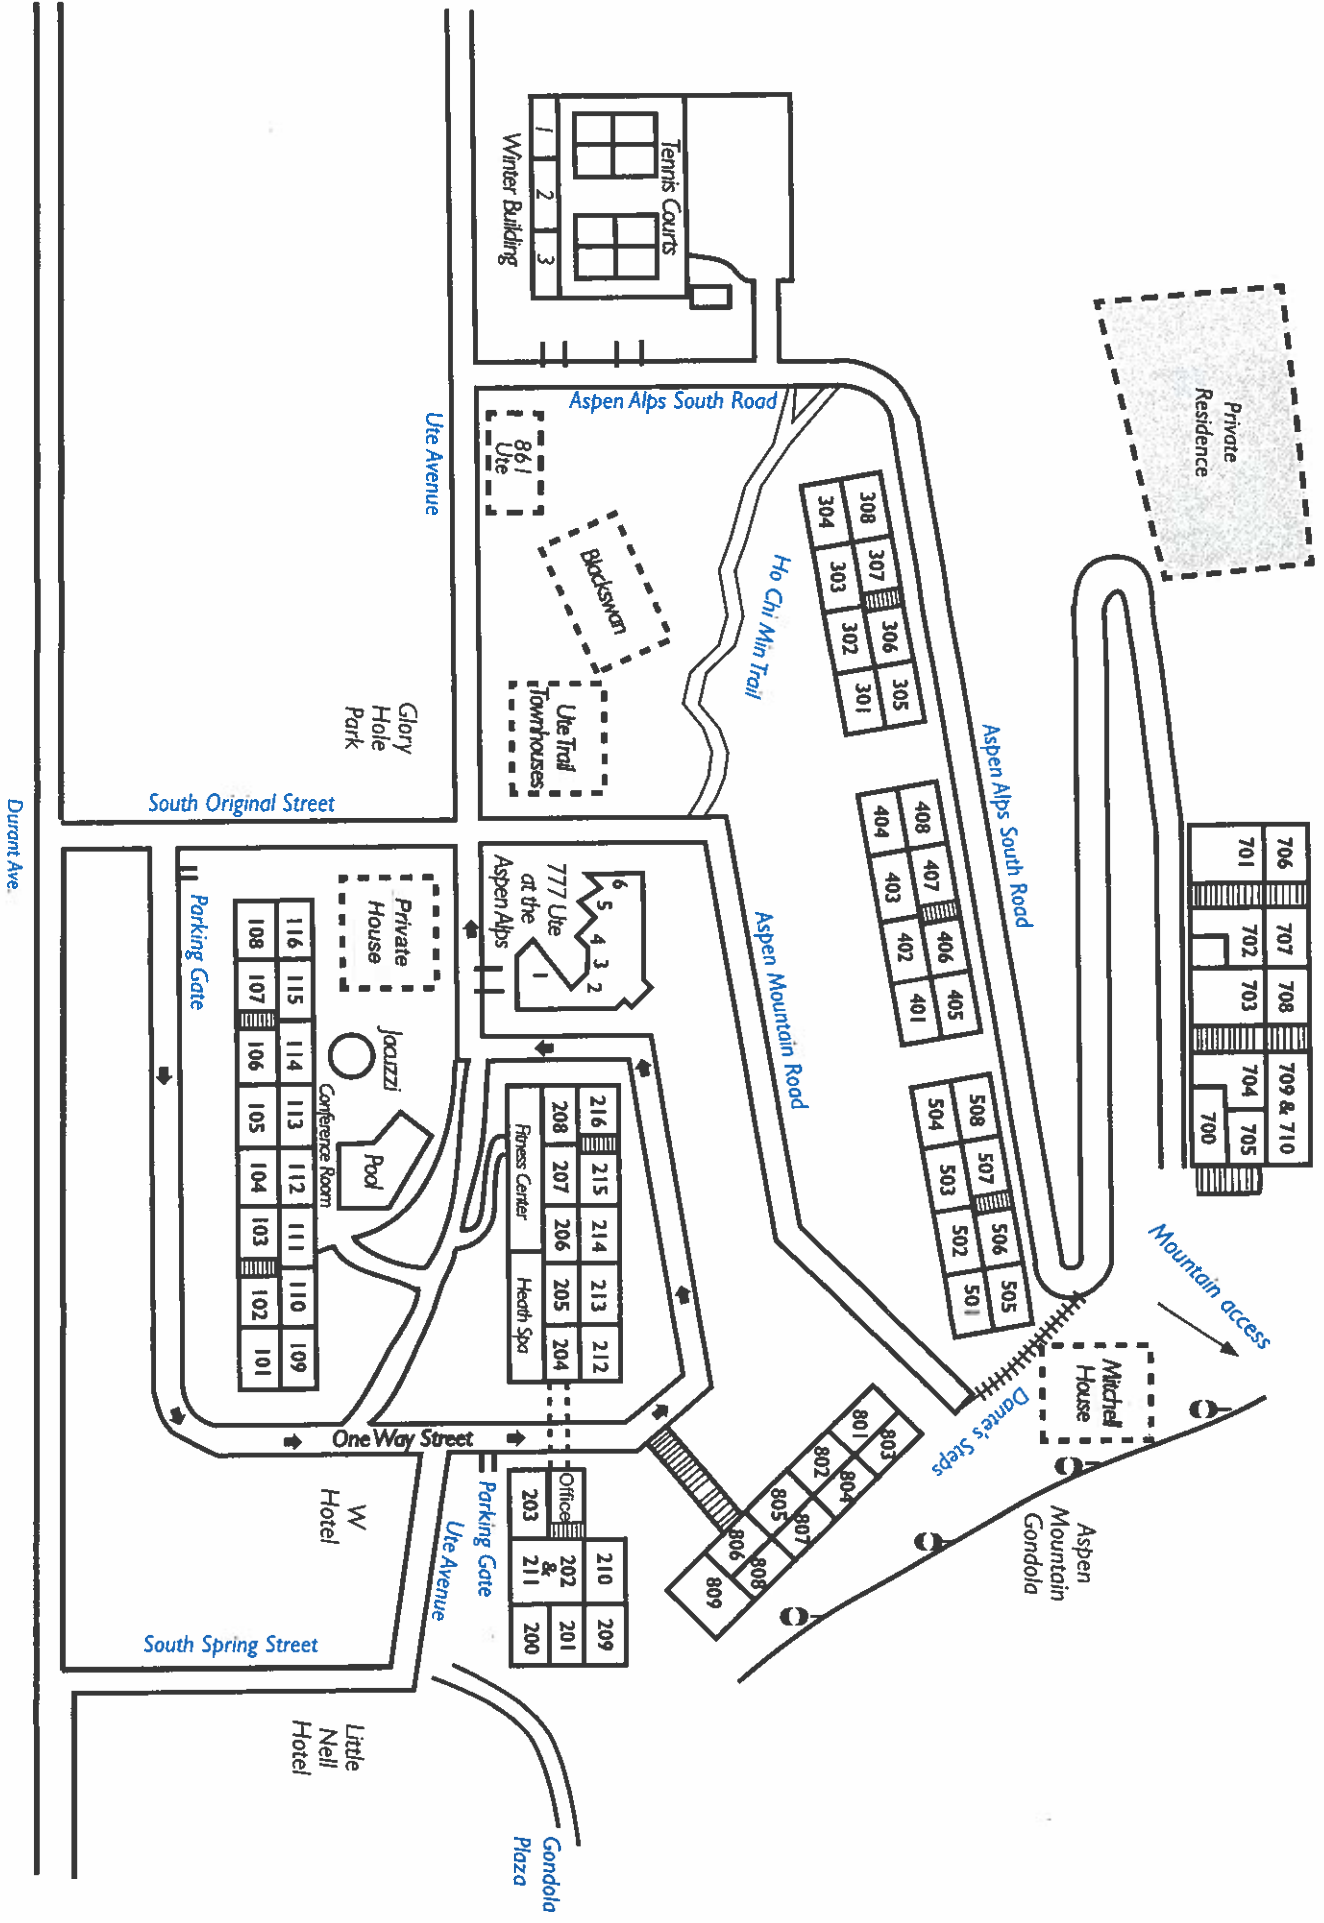 Private
Residence
706
707
708
709 & 710
701
702
703
704
705
700
Mountain access
Tennis Courts
1
2
3
Winter Building
Aspen Alps South Road
861
Ute
Ute Avenue
Blackswan
Ute Trail
Townhouses
Ho Chi Min Trail
308
307
306
305
304
303
302
301
Aspen Alps South Road
408
407
406
405
404
403
402
401
508
507
506
505
504
503
502
501
Mitchell
House
Dante's Steps
Aspen
Mountain
Gondola
Aspen Mountain Road
803
804
807
808
801
802
805
806
809
Glory
Hole
Park
South Original Street
777 Ute
at the
Aspen Alps
6
5
4
3
2
1
Private
House
Jacuzzi
Pool
Conference Room
Parking Gate
116
115
114
113
112
111
110
109
108
107
106
105
104
103
102
101
216
215
214
213
212
208
207
206
205
204
Fitness Center
Heath Spa
One Way Street
Office
203
210
202
&
211
209
201
200
Parking Gate
Ute Avenue
W
Hotel
South Spring Street
Little
Nell
Hotel
Gondola
Plaza
Durant Ave.